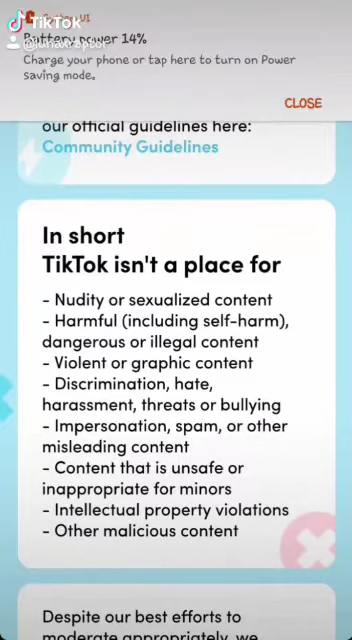 TikTok
Battery power 14%
Charge your phone or tap here to turn on Power
saving mode.
CLOSE
our official guidelines here:
Community Guidelines
In short
TikTok isn't a place for
- Nudity or sexualized content
- Harmful (including self-harm),
dangerous or illegal content
- Violent or graphic content
- Discrimination, hate,
harassment, threats or bullying
- Impersonation, spam, or other
misleading content
- Content that is unsafe or
inappropriate for minors
- Intellectual property violations
- Other malicious content
Despite our best efforts to
moderate appropriately, we